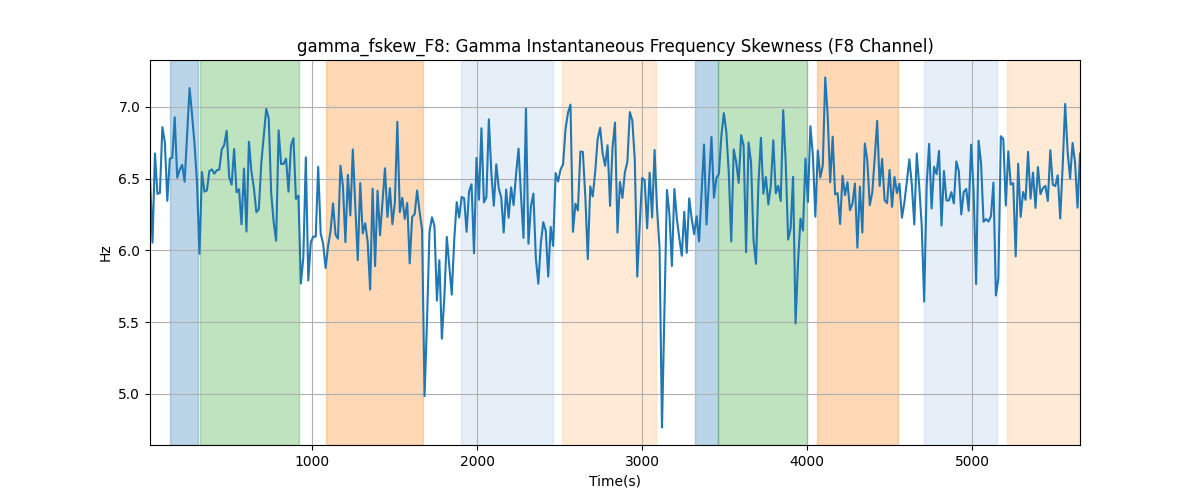 gamma_fskew_F8: Gamma Instantaneous Frequency Skewness (F8 Channel)
7.0
6.5
6.0
5.5
5.0
Hz
1000 2000 3000 4000 5000
Time(s)